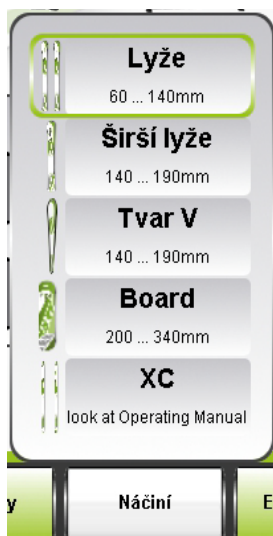 Lyže
60 ... 140mm
Širší lyže
140 ... 190mm
Tvar V
140 ... 190mm
Board
200 ... 340mm
XC
look at Operating Manual
y
Náčiní
E